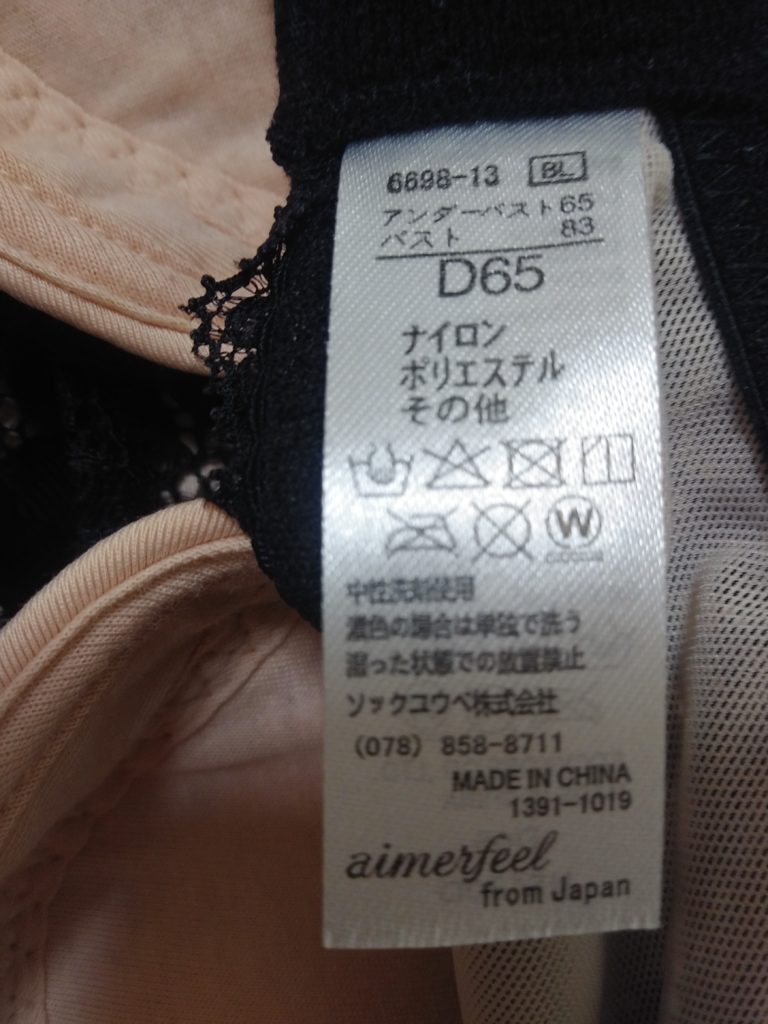 6698-13 BL
アンダーバスト 65
バスト 83
D65
ナイロン
ポリエステル
その他
W
中性洗剤使用
濃色の場合は単独で洗う
湿った状態での放置禁止
ソックコウベ株式会社
(078) 858-8711
MADE IN CHINA
1391-1019
aimerfeel
from Japan